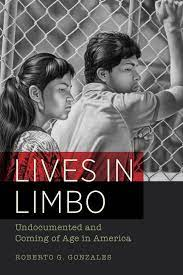 LIVES IN
LIMBO
Undocumented and
Coming of Age in America
ROBERTO G. GONZALES